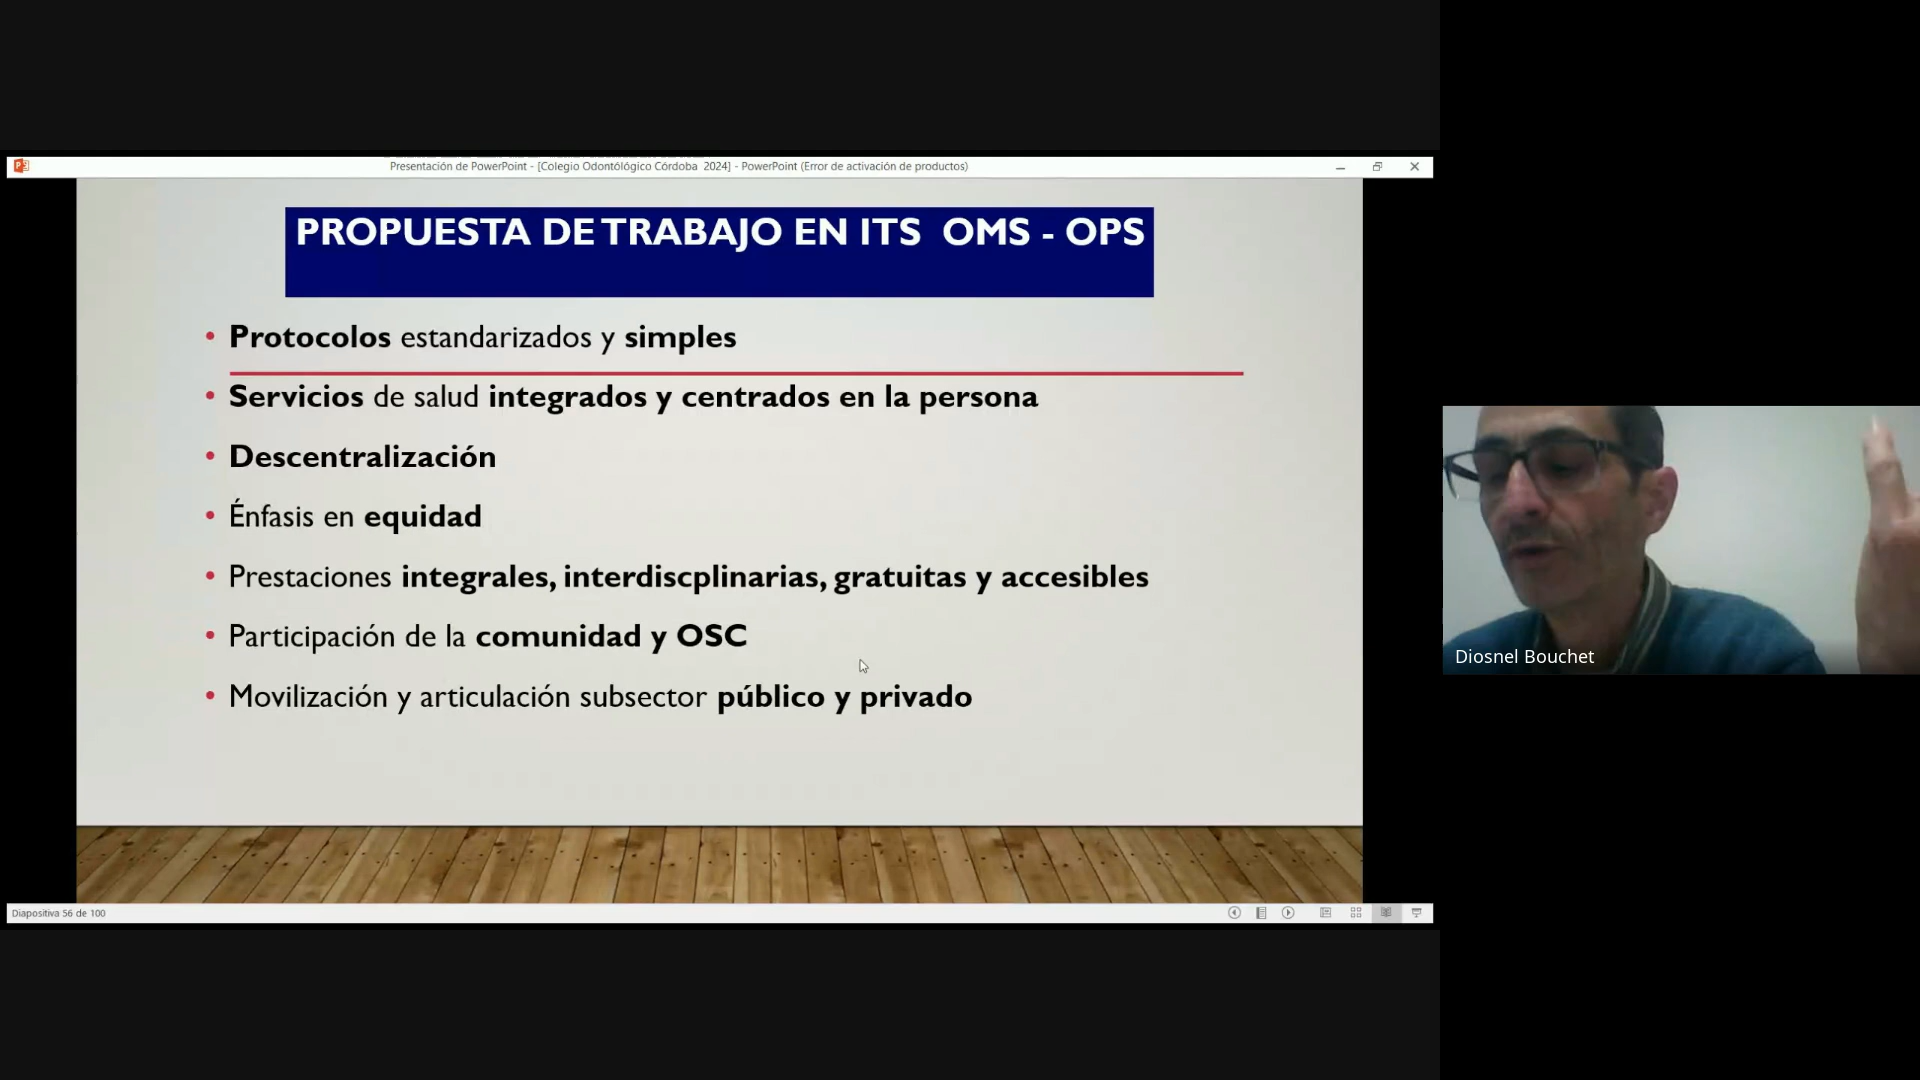 Presentación de PowerPoint - [Colegio Odontólógico Córdoba 2024] - PowerPoint (Error de activación de productos)
PROPUESTA DE TRABAJO EN ITS OMS - OPS
• Protocolos estandarizados y simples
• Servicios de salud integrados y centrados en la persona
• Descentralización
• Énfasis en equidad
• Prestaciones integrales, interdiscplinarias, gratuitas y accesibles
• Participación de la comunidad y OSC
• Movilización y articulación subsector público y privado
Diosnel Bouchet
Diapositiva 56 de 100